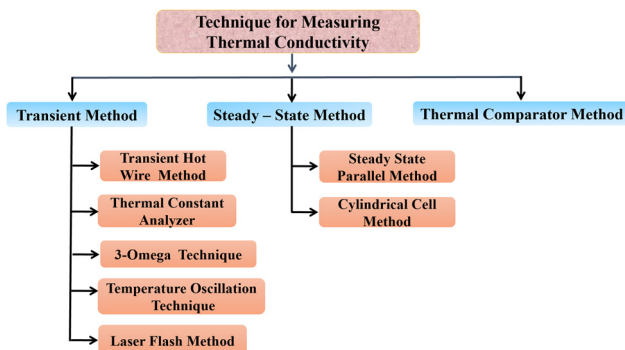 Technique for Measuring
Thermal Conductivity
Transient Method
Steady – State Method
Thermal Comparator Method
Transient Hot
Wire Method
Thermal Constant
Analyzer
3-Omega Technique
Temperature Oscillation
Technique
Laser Flash Method
Steady State
Parallel Method
Cylindrical Cell
Method